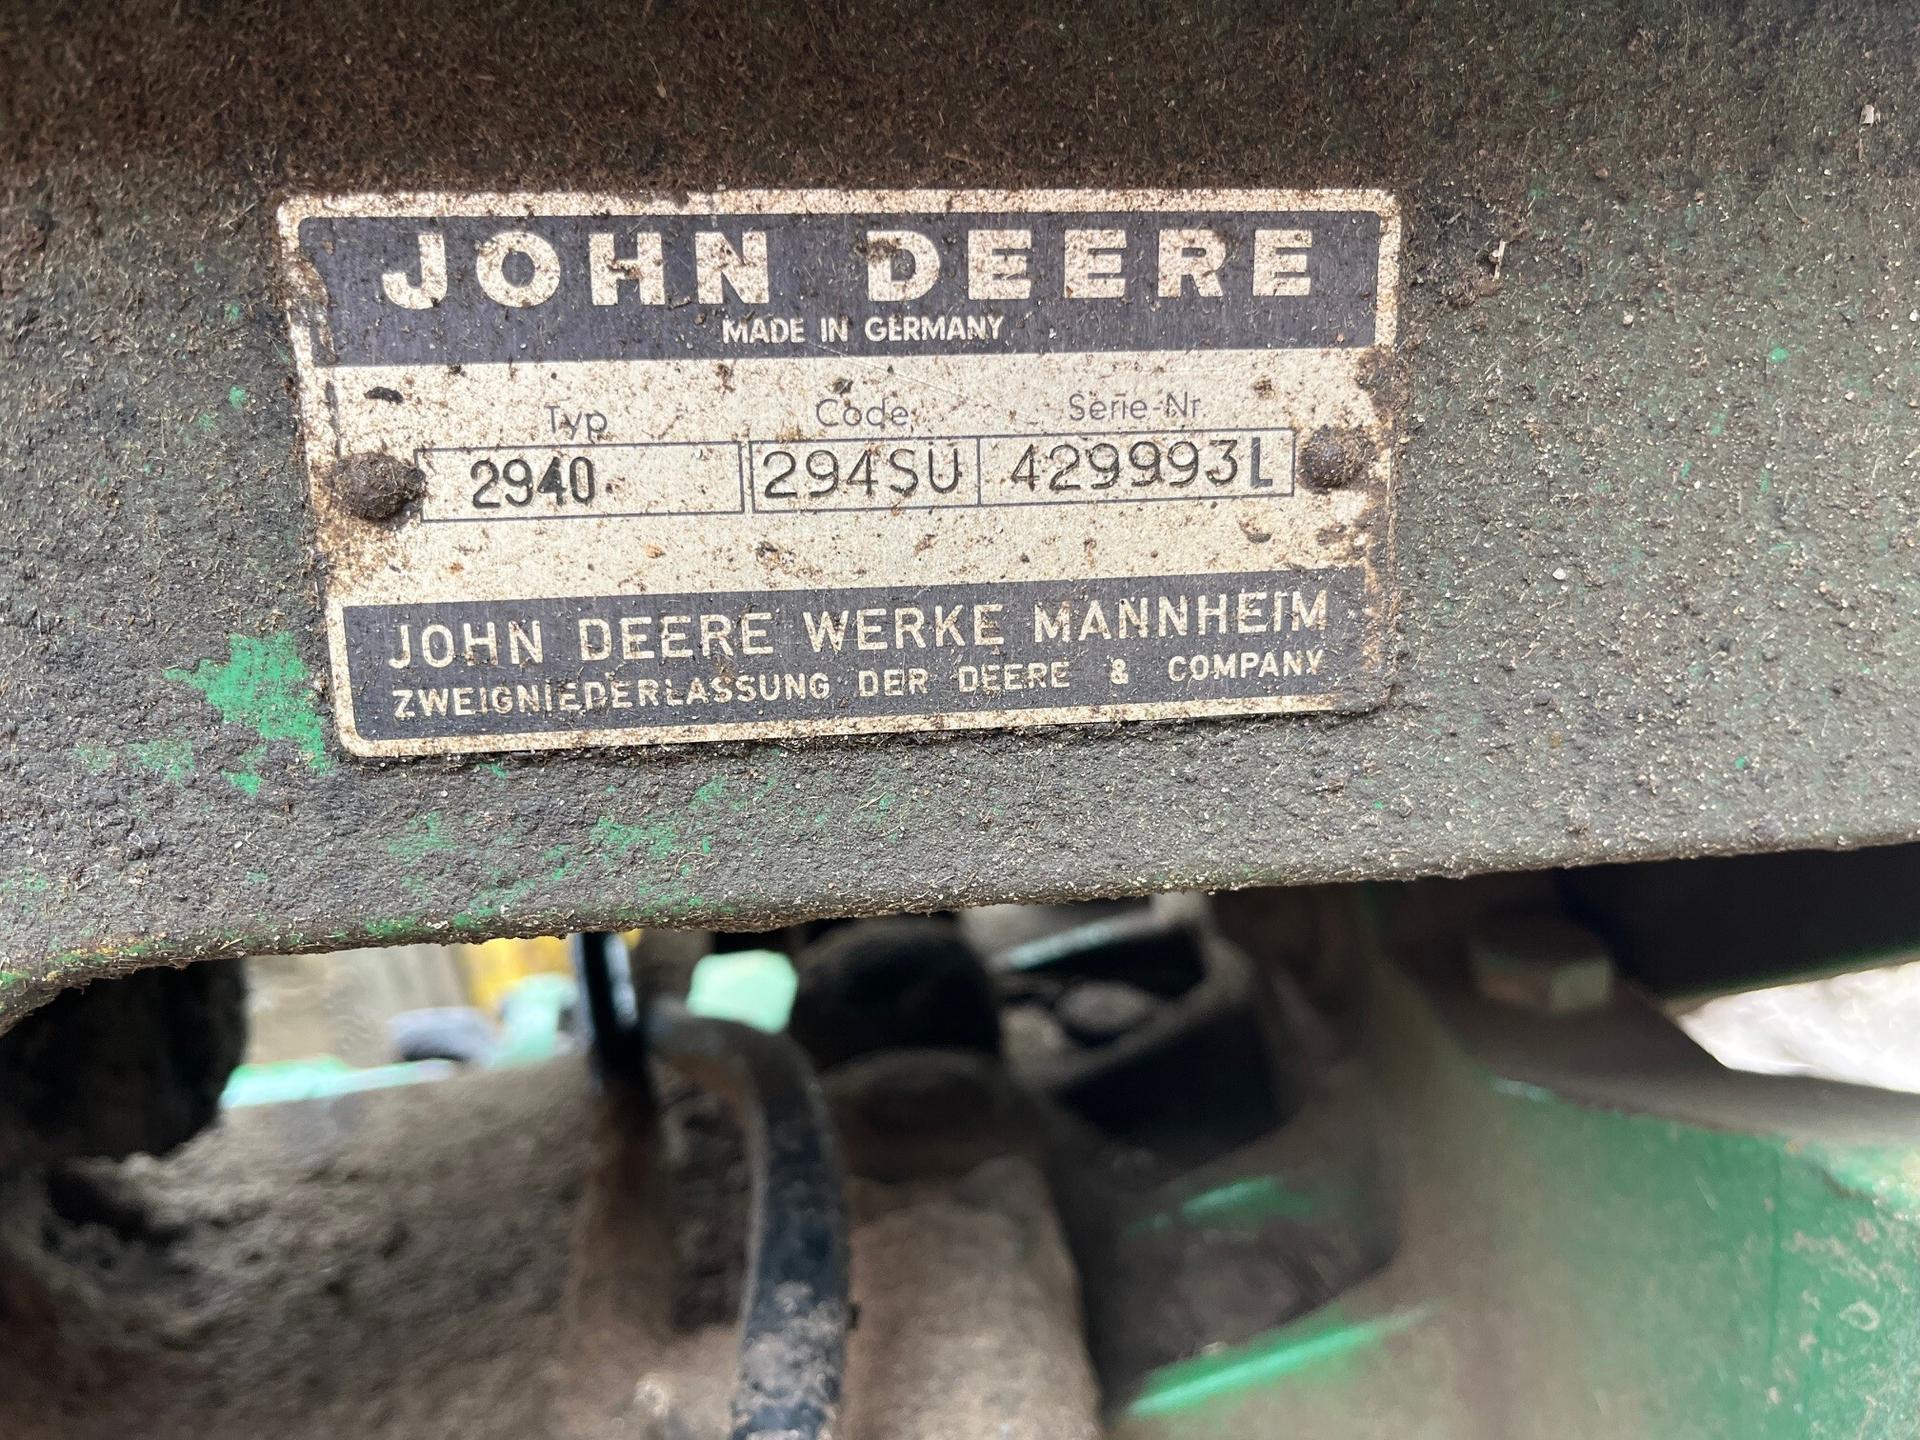 JOHN DEERE
MADE IN GERMANY
Typ Code Serie-Nr.
2940 294SU 429993L
JOHN DEERE WERKE MANNHEIM
ZWEIGNIEDERLASSUNG DER DEERE & COMPANY